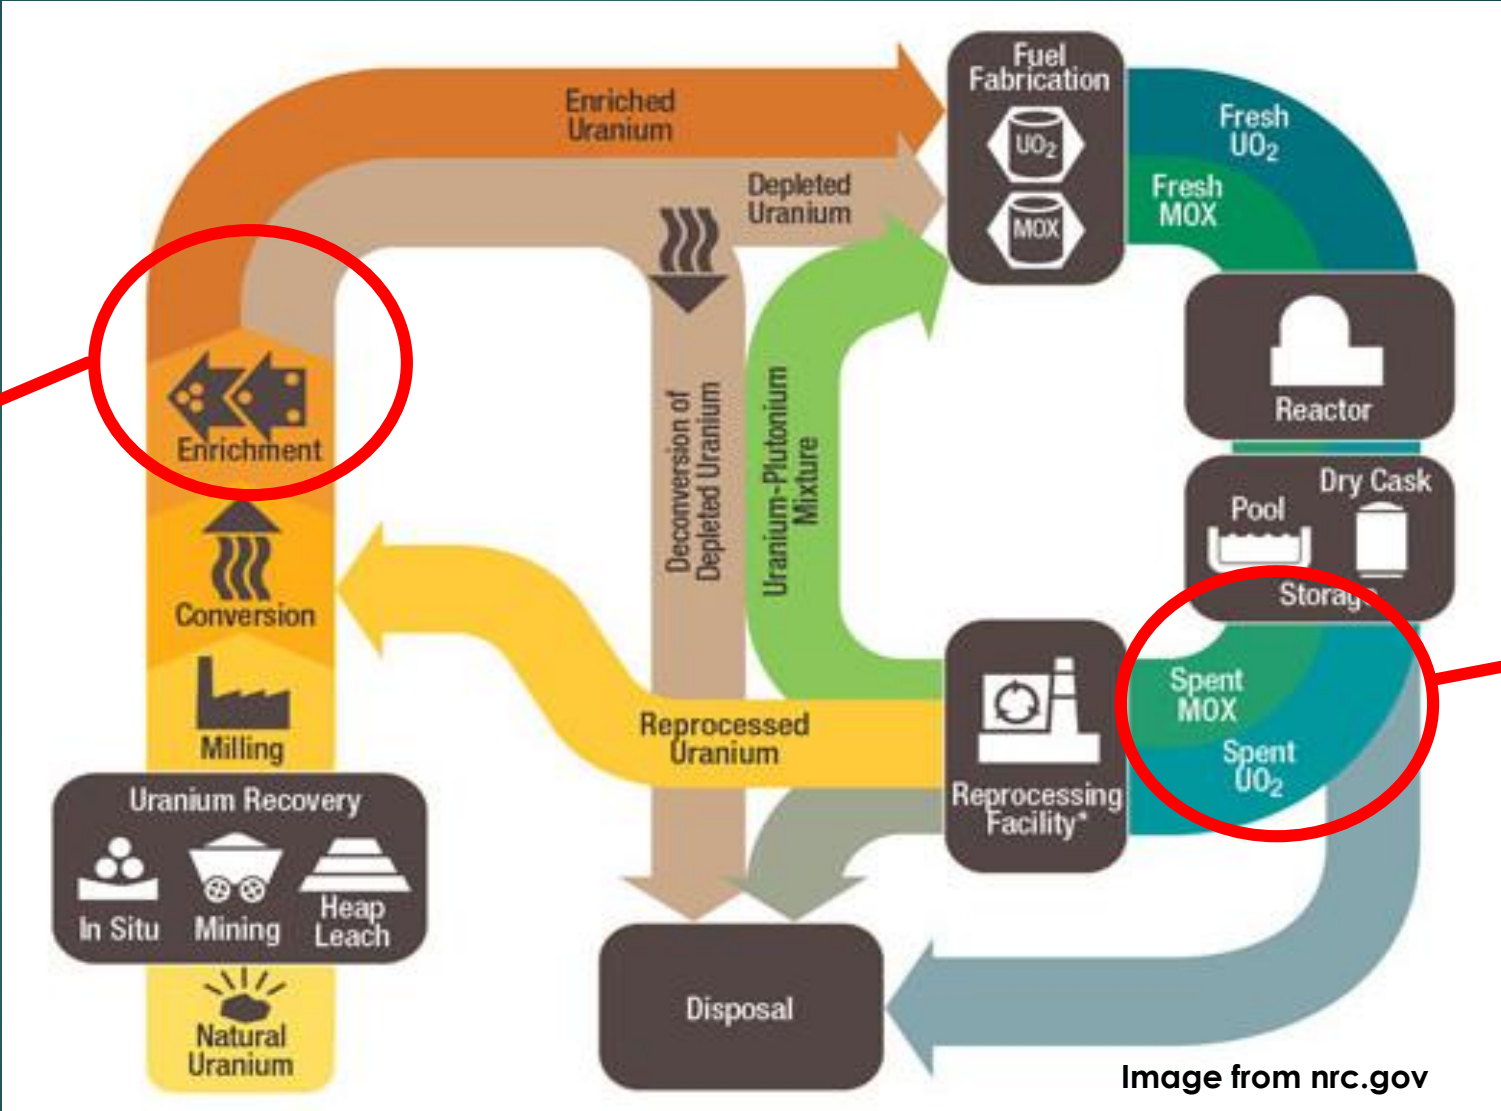 Enriched
Uranium
Depleted
Uranium
Fuel
Fabrication
UO₂
MOX
Fresh
UO₂
Fresh
MOX
Reactor
Dry Cask
Pool
Storage
Enrichment
Conversion
Milling
Uranium Recovery
In Situ
Mining
Heap
Leach
Natural
Uranium
Deconversion of
Depleted Uranium
Uranium-Plutonium
Mixture
Reprocessed
Uranium
Reprocessing
Facility*
Spent
MOX
Spent
UO₂
Disposal
Image from nrc.gov